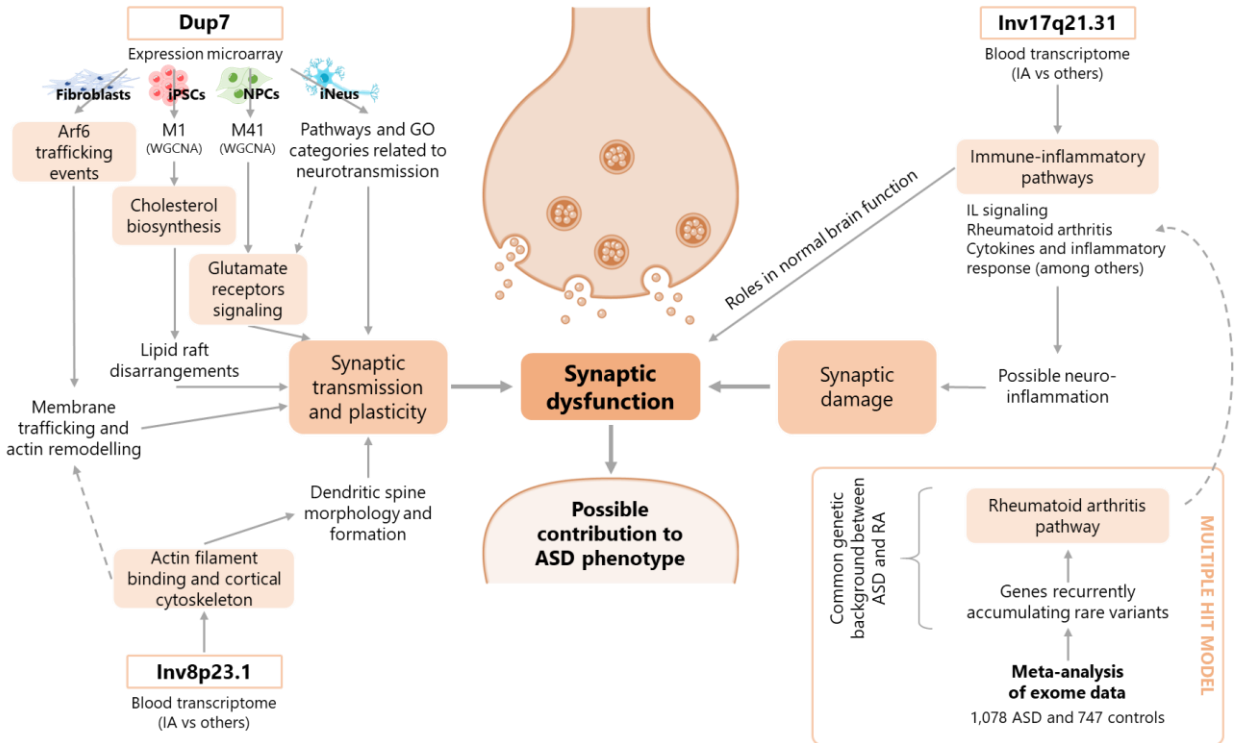 Dup7
Expression microarray
Fibroblasts
iPSCs
NPCs
iNeus
Arf6
trafficking
events
M1
(WGCNA)
M41
(WGCNA)
Pathways and GO
categories related to
neurotransmission
Cholesterol
biosynthesis
Glutamate
receptors
signaling
Lipid raft
disarrangements
Membrane
trafficking and
actin remodelling
Synaptic
transmission
and plasticity
Dendritic spine
morphology and
formation
Actin filament
binding and cortical
cytoskeleton
Inv8p23.1
Blood transcriptome
(IA vs others)
Synaptic
dysfunction
Possible
contribution to
ASD phenotype
Inv17q21.31
Blood transcriptome
(IA vs others)
Immune-inflammatory
pathways
IL signaling
Rheumatoid arthritis
Cytokines and inflammatory
response (among others)
Roles in normal brain function
Synaptic
damage
Possible neuro-
inflammation
Common genetic
background between
ASD and RA
Rheumatoid arthritis
pathway
Genes recurrently
accumulating rare variants
Meta-analysis
of exome data
1,078 ASD and 747 controls
MULTIPLE HIT MODEL